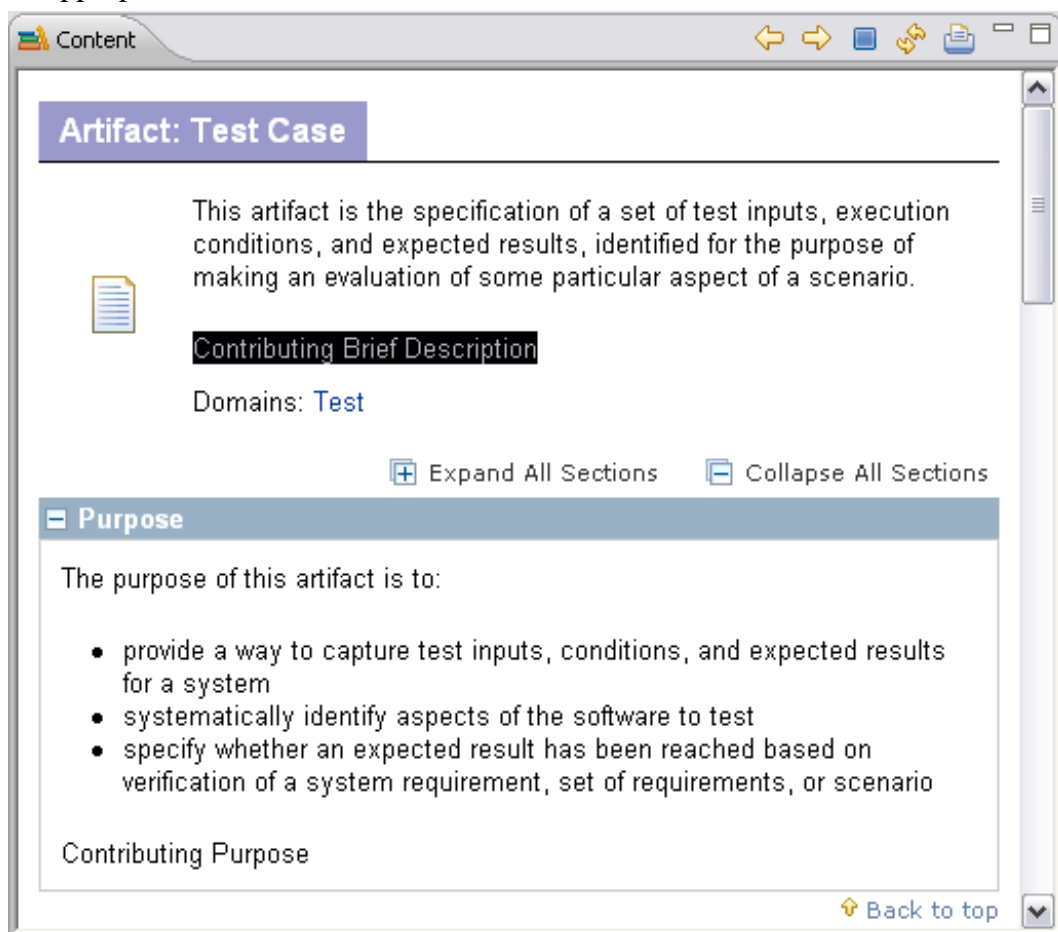 Content
Artifact: Test Case
This artifact is the specification of a set of test inputs, execution
conditions, and expected results, identified for the purpose of
making an evaluation of some particular aspect of a scenario.
Contributing Brief Description
Domains: Test
Expand All Sections Collapse All Sections
Purpose
The purpose of this artifact is to:
• provide a way to capture test inputs, conditions, and expected results
for a system
• systematically identify aspects of the software to test
• specify whether an expected result has been reached based on
verification of a system requirement, set of requirements, or scenario
Contributing Purpose
Back to top